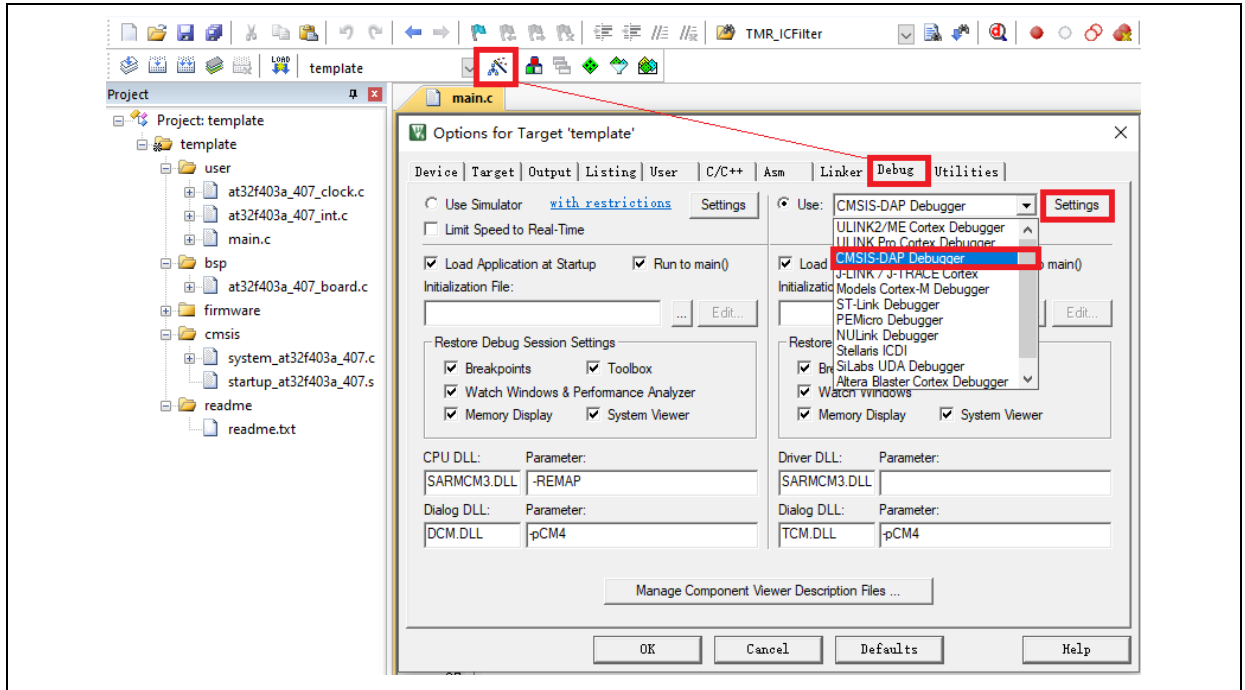 TMR_ICFilter
LOAD
template
Project
main.c
Project: template
template
user
at32f403a_407_clock.c
at32f403a_407_int.c
main.c
bsp
at32f403a_407_board.c
firmware
cmsis
system_at32f403a_407.c
startup_at32f403a_407.s
readme
readme.txt
Options for Target 'template'
Device Target Output Listing User C/C++ Asm Linker Debug Utilities
Use Simulator with restrictions Settings
Limit Speed to Real-Time
Load Application at Startup Run to main()
Initialization File:
... Edit...
Restore Debug Session Settings
Breakpoints Toolbox
Watch Windows & Performance Analyzer
Memory Display System Viewer
CPU DLL: Parameter:
SARMCM3.DLL -REMAP
Dialog DLL: Parameter:
DCM.DLL -pCM4
Use: CMSIS-DAP Debugger Settings
ULINK2/ME Cortex Debugger
ULINK Pro Cortex Debugger
CMSIS-DAP Debugger
J-LINK / J-TRACE Cortex
Models Cortex-M Debugger
ST-Link Debugger
PEMicro Debugger
NULink Debugger
Stellaris ICDI
SiLabs UDA Debugger
Altera Blaster Cortex Debugger
Load main()
Edit...
Restore
Watch Windows
Memory Display System Viewer
Driver DLL: Parameter:
SARMCM3.DLL
Dialog DLL: Parameter:
TCM.DLL -pCM4
Manage Component Viewer Description Files ...
OK Cancel Defaults Help